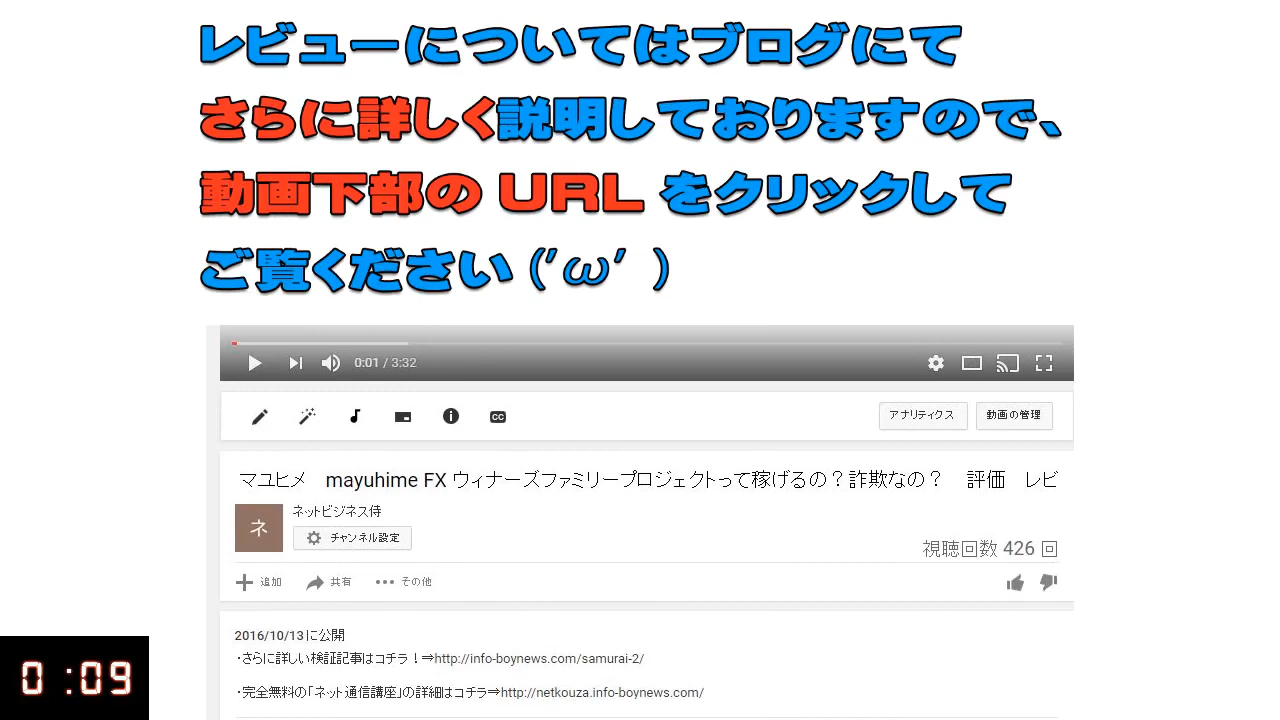 レビューについてはブログにて
さらに詳しく説明しておりますので、
動画下部の URL をクリックして
ご覧ください ('ω' )
0:01 / 3:32
CC
アナリティクス
動画の管理
マユヒメ　mayuhime FX ウィナーズファミリープロジェクトって稼げるの？詐欺なの？　評価　レビ
ネ
ネットビジネス侍
チャンネル設定
視聴回数 426 回
追加
共有
その他
2016/10/13 に公開
・さらに詳しい検証記事はコチラ！⇒http://info-boynews.com/samurai-2/
・完全無料の「ネット通信講座」の詳細はコチラ⇒http://netkouza.info-boynews.com/
0:09